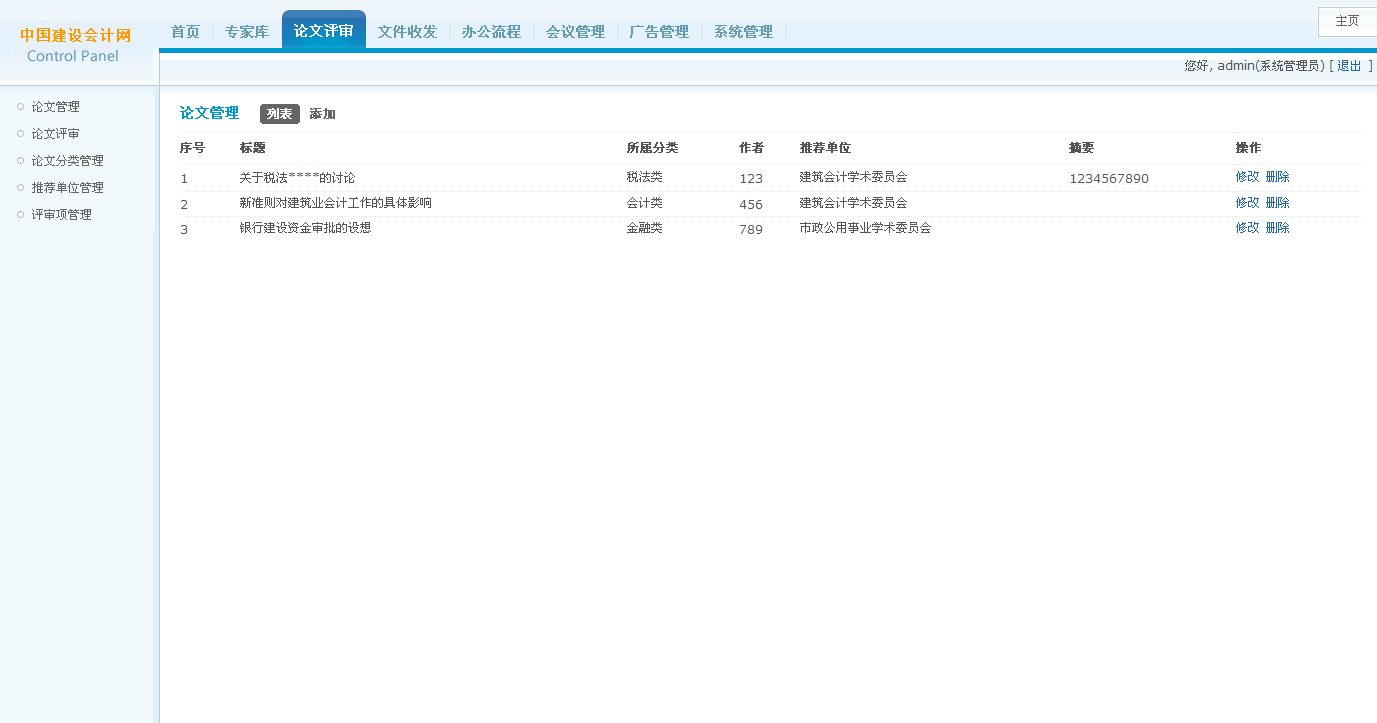 中国建设会计网
Control Panel
首页 专家库 论文评审 文件收发 办公流程 会议管理 广告管理 系统管理
主页
您好, admin(系统管理员) [ 退出 ]
论文管理
论文评审
论文分类管理
推荐单位管理
评审项管理
论文管理 列表 添加
序号 标题 所属分类 作者 推荐单位 摘要 操作
1 关于税法****的讨论 税法类 123 建筑会计学术委员会 1234567890 修改 删除
2 新准则对建筑业会计工作的具体影响 会计类 456 建筑会计学术委员会 修改 删除
3 银行建设资金审批的设想 金融类 789 市政公用事业学术委员会 修改 删除